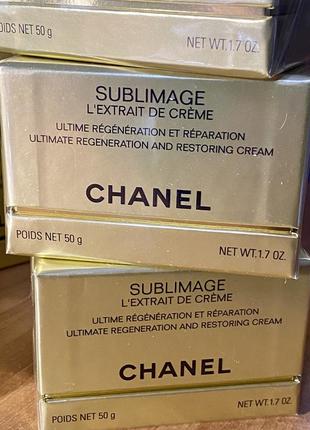 POIDS NET 50 g NET WT.1.7 OZ.
SUBLIMAGE
L'EXTRAIT DE CRÈME
ULTIME RÉGÉNÉRATION ET RÉPARATION
ULTIMATE REGENERATION AND RESTORING CREAM
CHANEL
POIDS NET 50 g NET WT.1.7 OZ.
SUBLIMAGE
L'EXTRAIT DE CRÈME
ULTIME RÉGÉNÉRATION ET RÉPARATION
ULTIMATE REGENERATION AND RESTORING CREAM
CHANEL
POIDS NET 50 g NET WT.1.7 OZ.